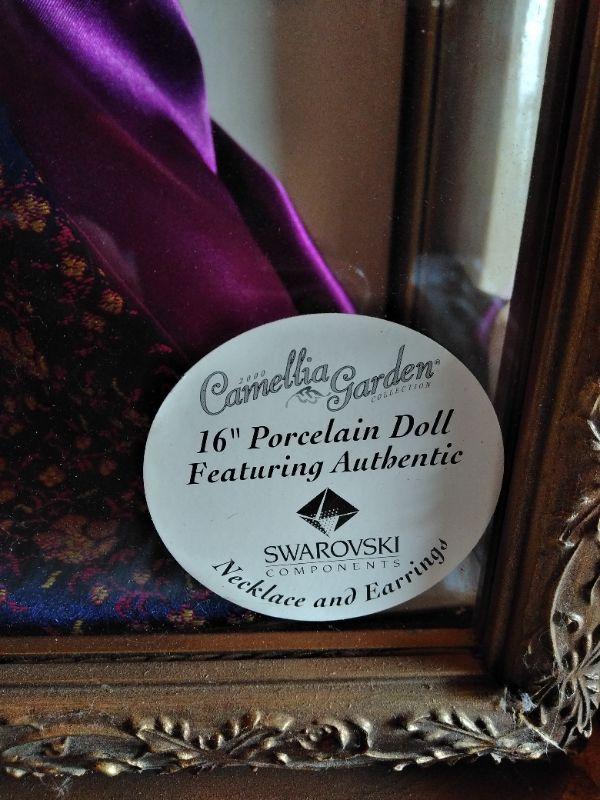 2000
Camellia Garden®
COLLECTION
16" Porcelain Doll
Featuring Authentic
SWAROVSKI
COMPONENTS
Necklace and Earrings